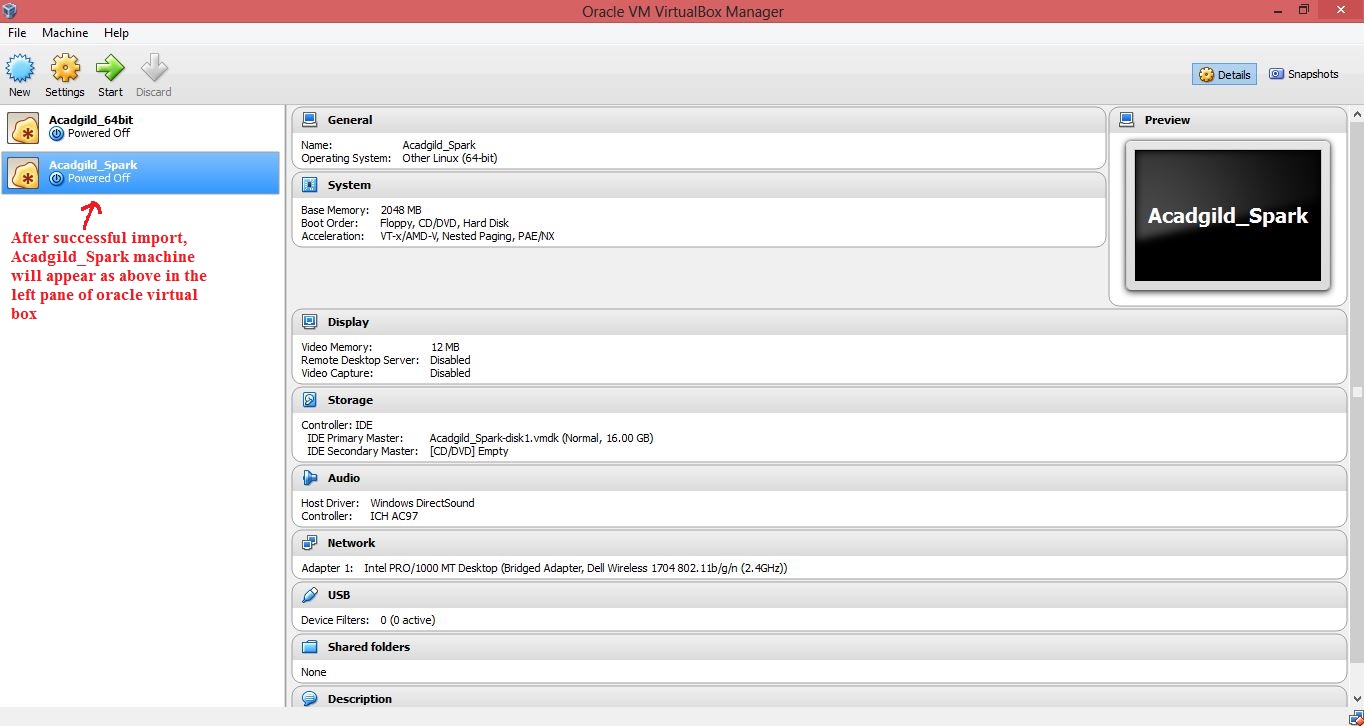 Oracle VM VirtualBox Manager
File Machine Help
New Settings Start Discard
Details Snapshots
Acadgild_64bit
Powered Off
Acadgild_Spark
Powered Off
After successful import,
Acadgild_Spark machine
will appear as above in the
left pane of oracle virtual
box
General
Name: Acadgild_Spark
Operating System: Other Linux (64-bit)
System
Base Memory: 2048 MB
Boot Order: Floppy, CD/DVD, Hard Disk
Acceleration: VT-x/AMD-V, Nested Paging, PAE/NX
Preview
Acadgild_Spark
Display
Video Memory: 12 MB
Remote Desktop Server: Disabled
Video Capture: Disabled
Storage
Controller: IDE
IDE Primary Master: Acadgild_Spark-disk1.vmdk (Normal, 16.00 GB)
IDE Secondary Master: [CD/DVD] Empty
Audio
Host Driver: Windows DirectSound
Controller: ICH AC97
Network
Adapter 1: Intel PRO/1000 MT Desktop (Bridged Adapter, Dell Wireless 1704 802.11b/g/n (2.4GHz))
USB
Device Filters: 0 (0 active)
Shared folders
None
Description